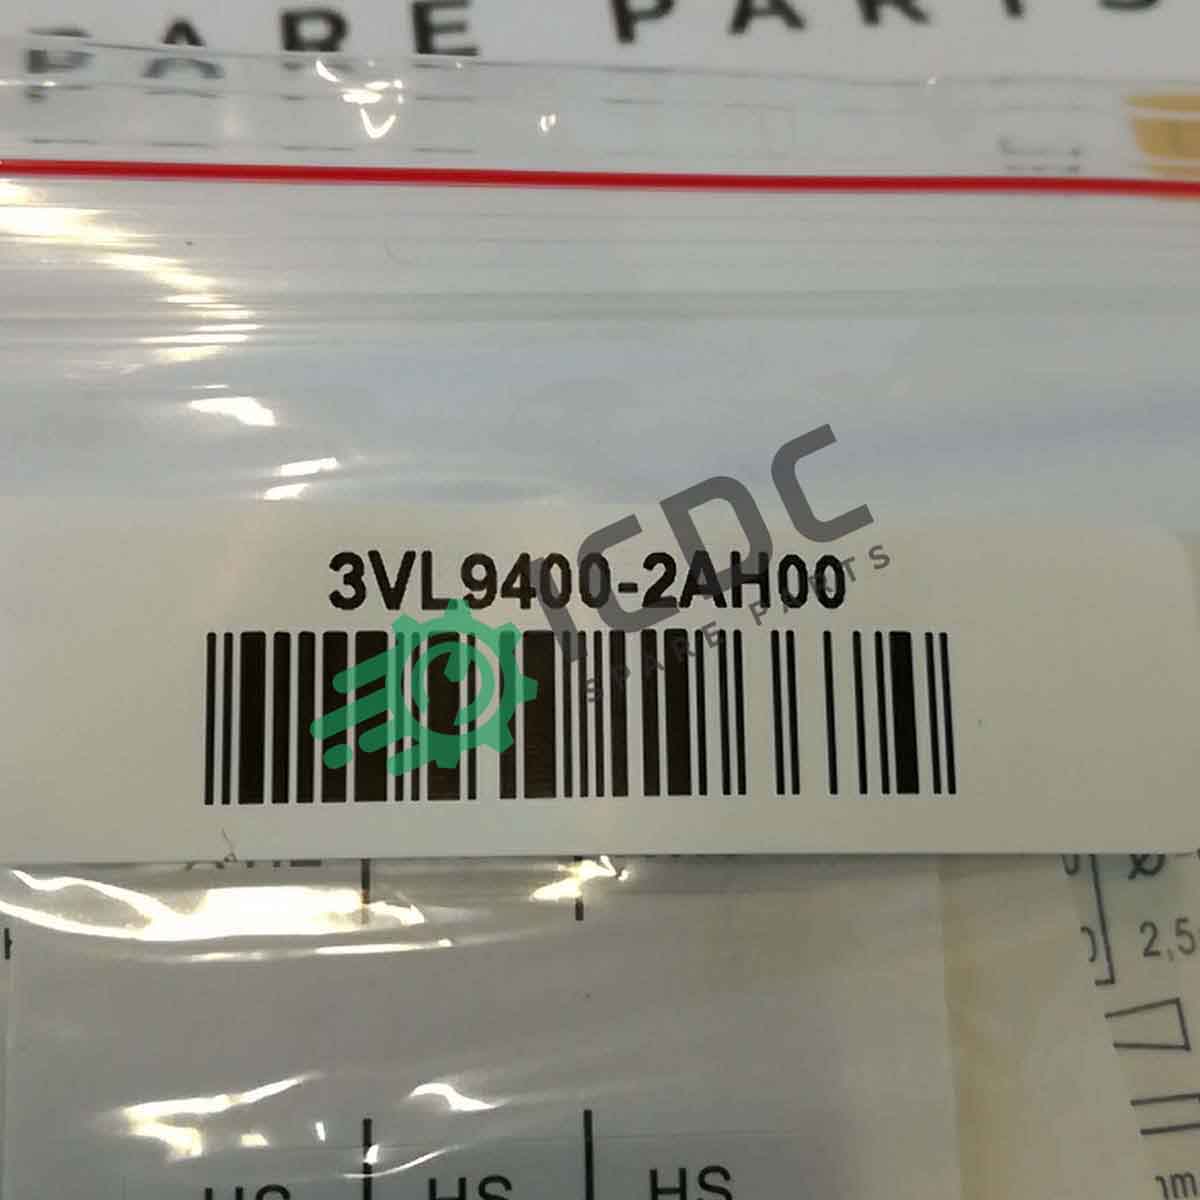 SPARE PARTS
3VL9400-2AH00
ICDC
SPARE PARTS
2,5
HS HS HS